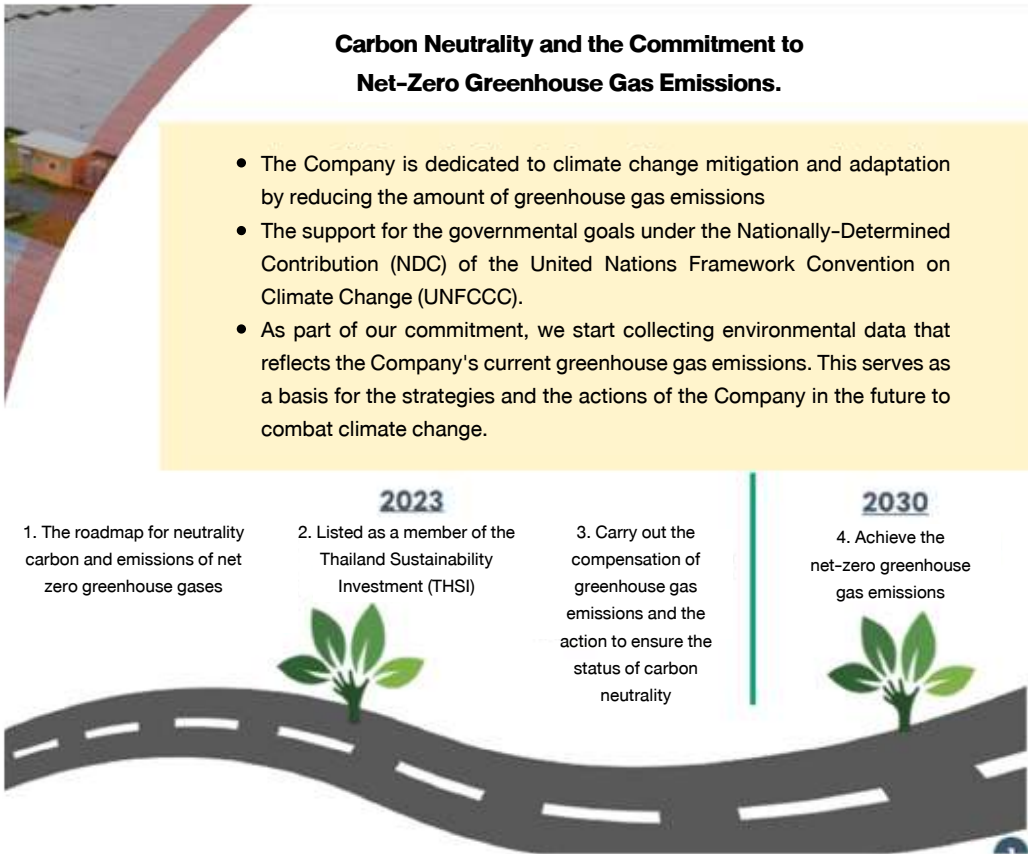 Carbon Neutrality and the Commitment to
Net-Zero Greenhouse Gas Emissions.
• The Company is dedicated to climate change mitigation and adaptation
by reducing the amount of greenhouse gas emissions
• The support for the governmental goals under the Nationally-Determined
Contribution (NDC) of the United Nations Framework Convention on
Climate Change (UNFCCC).
• As part of our commitment, we start collecting environmental data that
reflects the Company's current greenhouse gas emissions. This serves as
a basis for the strategies and the actions of the Company in the future to
combat climate change.
1. The roadmap for neutrality
carbon and emissions of net
zero greenhouse gases
2023
2. Listed as a member of the
Thailand Sustainability
Investment (THSI)
3. Carry out the
compensation of
greenhouse gas
emissions and the
action to ensure the
status of carbon
neutrality
2030
4. Achieve the
net-zero greenhouse
gas emissions